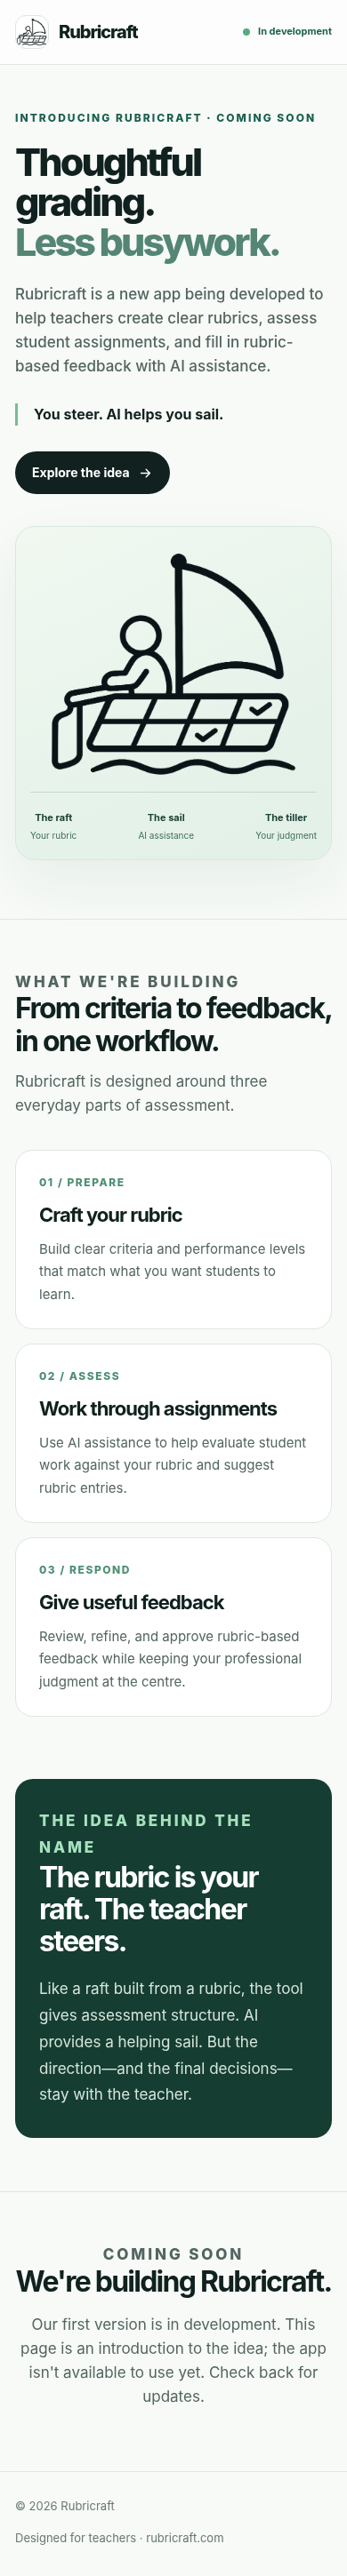 Rubricraft
In development
INTRODUCING RUBRICRAFT · COMING SOON
Thoughtful
grading.
Less busywork.
Rubricraft is a new app being developed to
help teachers create clear rubrics, assess
student assignments, and fill in rubric-
based feedback with AI assistance.
You steer. AI helps you sail.
Explore the idea →
The raft
Your rubric
The sail
AI assistance
The tiller
Your judgment
WHAT WE'RE BUILDING
From criteria to feedback,
in one workflow.
Rubricraft is designed around three
everyday parts of assessment.
01 / PREPARE
Craft your rubric
Build clear criteria and performance levels
that match what you want students to
learn.
02 / ASSESS
Work through assignments
Use AI assistance to help evaluate student
work against your rubric and suggest
rubric entries.
03 / RESPOND
Give useful feedback
Review, refine, and approve rubric-based
feedback while keeping your professional
judgment at the centre.
THE IDEA BEHIND THE
NAME
The rubric is your
raft. The teacher
steers.
Like a raft built from a rubric, the tool
gives assessment structure. AI
provides a helping sail. But the
direction—and the final decisions—
stay with the teacher.
COMING SOON
We're building Rubricraft.
Our first version is in development. This
page is an introduction to the idea; the app
isn't available to use yet. Check back for
updates.
© 2026 Rubricraft
Designed for teachers · rubricraft.com